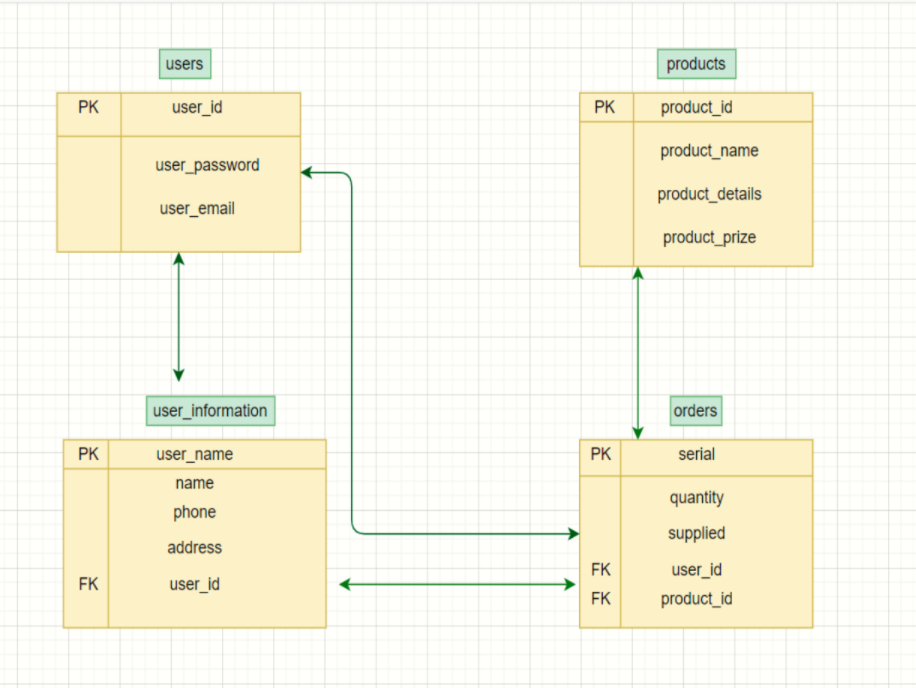 users
PK user_id
user_password
user_email
products
PK product_id
product_name
product_details
product_prize
user_information
PK user_name
name
phone
address
FK user_id
orders
PK serial
quantity
supplied
FK user_id
FK product_id